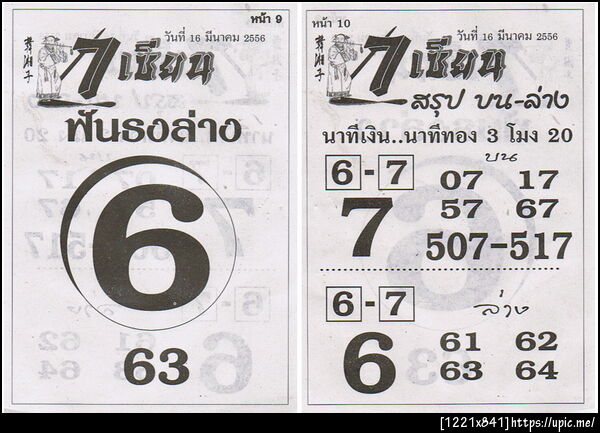 หน้า 9
วันที่ 16 มีนาคม 2556
7 เซียน
ฟันธงล่าง
6
63
หน้า 10
วันที่ 16 มีนาคม 2556
7 เซียน
สรุป บน-ล่าง
นาทีเงิน..นาทีทอง 3 โมง 20
บน
6 - 7
07 17
7
57 67
507-517
6 - 7
ล่าง
6
61 62
63 64
[1221x841]https://upic.me/